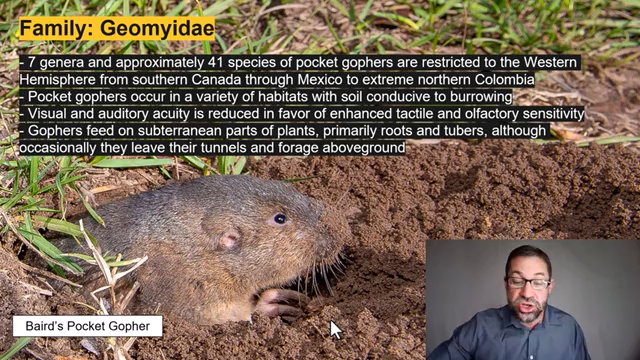 Family: Geomyidae
- 7 genera and approximately 41 species of pocket gophers are restricted to the Western
Hemisphere from southern Canada through Mexico to extreme northern Colombia
- Pocket gophers occur in a variety of habitats with soil conducive to burrowing
- Visual and auditory acuity is reduced in favor of enhanced tactile and olfactory sensitivity
- Gophers feed on subterranean parts of plants, primarily roots and tubers, although
occasionally they leave their tunnels and forage aboveground
Baird's Pocket Gopher